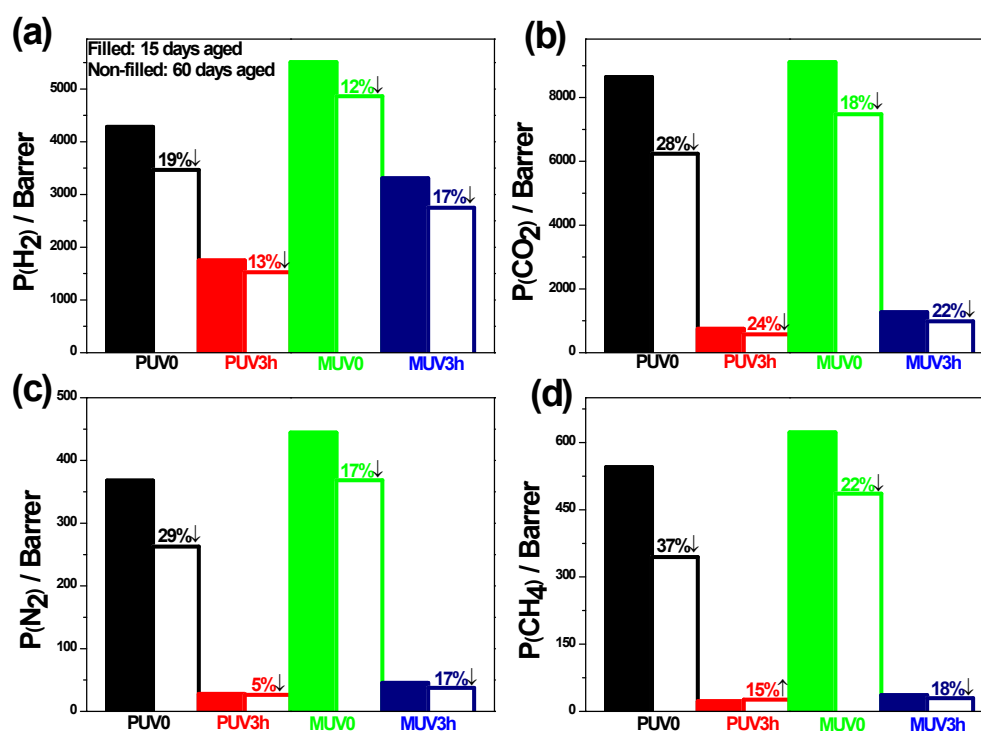 (a)
Filled: 15 days aged
Non-filled: 60 days aged
P(H2) / Barrer
5000
4000
3000
2000
1000
0
19%↓
13%↓
12%↓
17%↓
PUV0 PUV3h MUV0 MUV3h
(b)
P(CO2) / Barrer
8000
6000
4000
2000
0
28%↓
24%↓
18%↓
22%↓
PUV0 PUV3h MUV0 MUV3h
(c)
P(N2) / Barrer
500
400
300
200
100
0
29%↓
5%↓
17%↓
17%↓
PUV0 PUV3h MUV0 MUV3h
(d)
P(CH4) / Barrer
600
450
300
150
0
37%↓
15%↑
22%↓
18%↓
PUV0 PUV3h MUV0 MUV3h